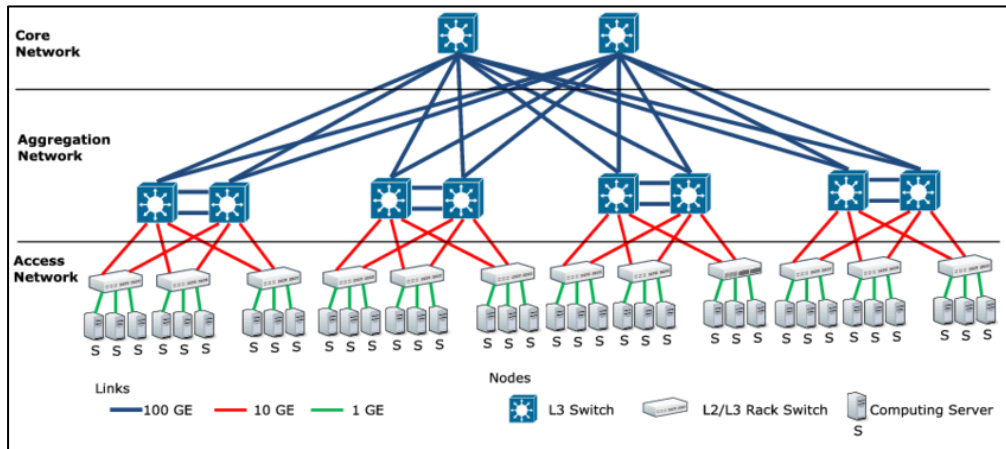 Core
Network
Aggregation
Network
Access
Network
S S S S S S S S S S S S S S S S S S S S S S S S S S S S S S S S S S S S
Links
Nodes
100 GE 10 GE 1 GE
L3 Switch L2/L3 Rack Switch Computing Server
S